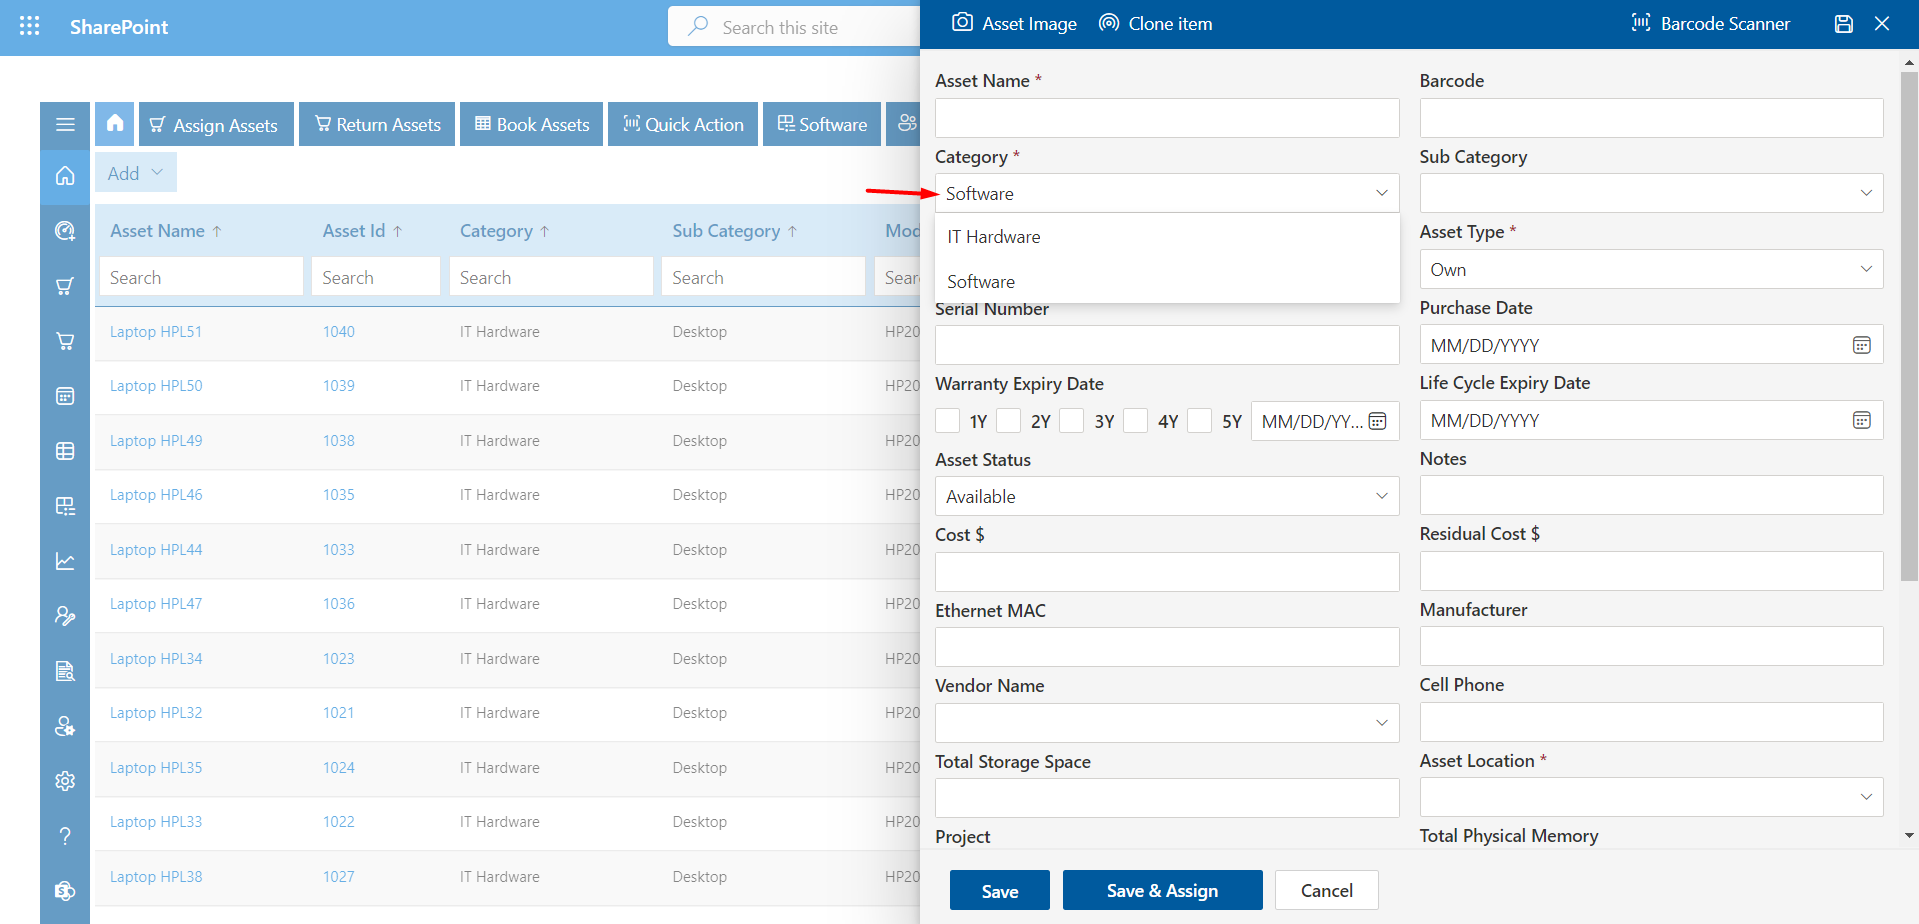 SharePoint
Search this site
Asset Image
Clone item
Barcode Scanner
Assign Assets
Return Assets
Book Assets
Quick Action
Software
Add
Asset Name
Asset Id
Category
Sub Category
Mod
Search
Search
Search
Search
Sear
Laptop HPL51 1040 IT Hardware Desktop HP20
Laptop HPL50 1039 IT Hardware Desktop HP20
Laptop HPL49 1038 IT Hardware Desktop HP20
Laptop HPL46 1035 IT Hardware Desktop HP20
Laptop HPL44 1033 IT Hardware Desktop HP20
Laptop HPL47 1036 IT Hardware Desktop HP20
Laptop HPL34 1023 IT Hardware Desktop HP20
Laptop HPL32 1021 IT Hardware Desktop HP20
Laptop HPL35 1024 IT Hardware Desktop HP20
Laptop HPL33 1022 IT Hardware Desktop HP20
Laptop HPL38 1027 IT Hardware Desktop HP20
Asset Name *
Barcode
Category *
Software
IT Hardware
Software
Sub Category
Asset Type *
Own
Serial Number
Purchase Date
MM/DD/YYYY
Warranty Expiry Date
1Y 2Y 3Y 4Y 5Y MM/DD/YY...
Life Cycle Expiry Date
MM/DD/YYYY
Asset Status
Available
Notes
Cost $
Residual Cost $
Ethernet MAC
Manufacturer
Vendor Name
Cell Phone
Total Storage Space
Asset Location *
Project
Total Physical Memory
Save
Save & Assign
Cancel